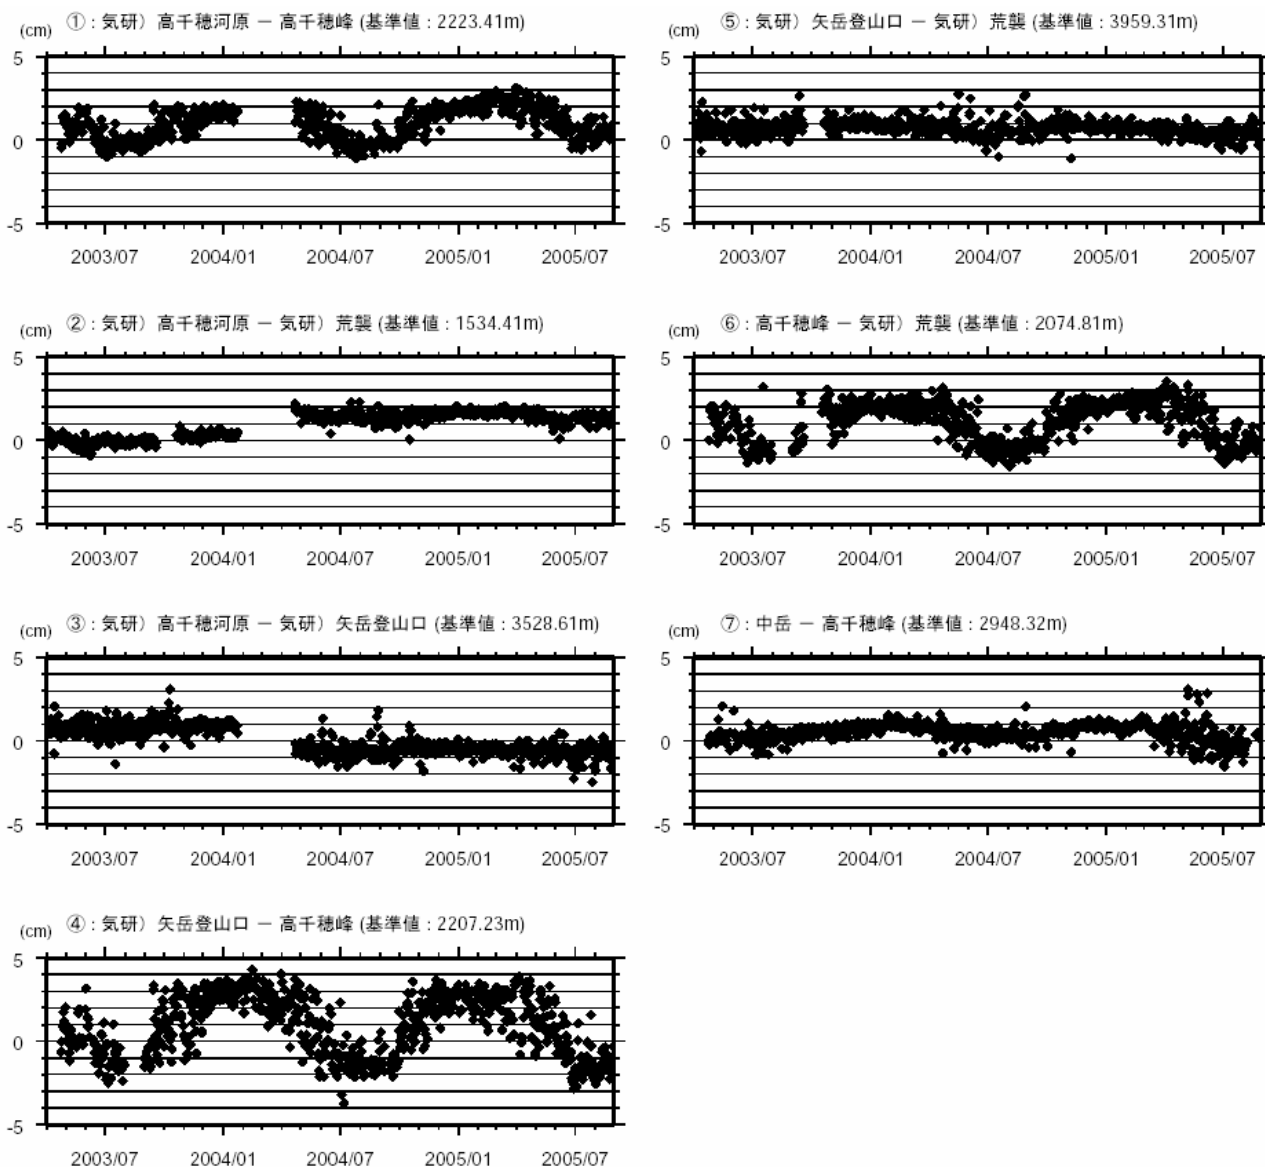 (cm) ①:気研）高千穂河原 － 高千穂峰 (基準値 : 2223.41m)
5
0
-5
2003/07 2004/01 2004/07 2005/01 2005/07
(cm) ②:気研）高千穂河原 － 気研）荒襲 (基準値 : 1534.41m)
5
0
-5
2003/07 2004/01 2004/07 2005/01 2005/07
(cm) ③:気研）高千穂河原 － 気研）矢岳登山口 (基準値 : 3528.61m)
5
0
-5
2003/07 2004/01 2004/07 2005/01 2005/07
(cm) ④:気研）矢岳登山口 － 高千穂峰 (基準値 : 2207.23m)
5
0
-5
2003/07 2004/01 2004/07 2005/01 2005/07
(cm) ⑤:気研）矢岳登山口 － 気研）荒襲 (基準値 : 3959.31m)
5
0
-5
2003/07 2004/01 2004/07 2005/01 2005/07
(cm) ⑥:高千穂峰 － 気研）荒襲 (基準値 : 2074.81m)
5
0
-5
2003/07 2004/01 2004/07 2005/01 2005/07
(cm) ⑦:中岳 － 高千穂峰 (基準値 : 2948.32m)
5
0
-5
2003/07 2004/01 2004/07 2005/01 2005/07